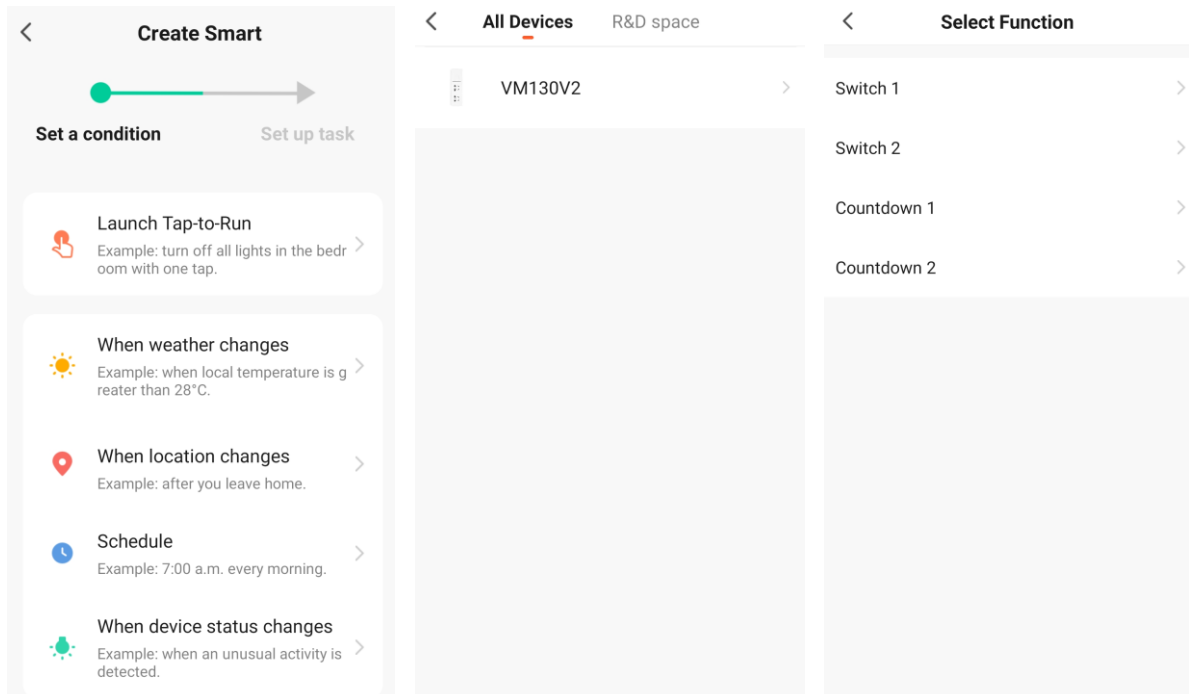 Create Smart
Set a condition
Set up task
Launch Tap-to-Run
Example: turn off all lights in the bedr
oom with one tap.
When weather changes
Example: when local temperature is g
reater than 28°C.
When location changes
Example: after you leave home.
Schedule
Example: 7:00 a.m. every morning.
When device status changes
Example: when an unusual activity is
detected.
All Devices
R&D space
VM130V2
Select Function
Switch 1
Switch 2
Countdown 1
Countdown 2